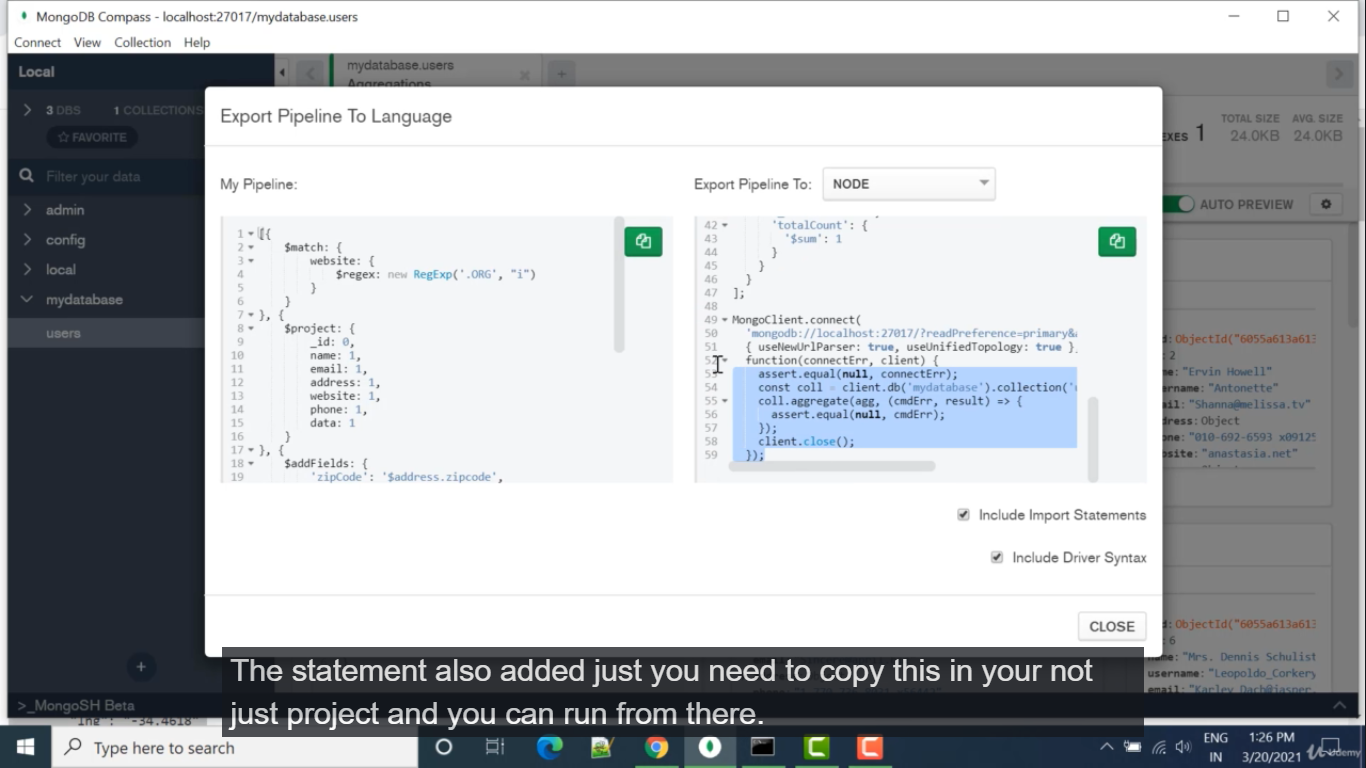 MongoDB Compass - localhost:27017/mydatabase.users
Connect View Collection Help
Local
mydatabase.users
Aggregations
3 DBS 1 COLLECTIONS
FAVORITE
INDEXES 1
TOTAL SIZE AVG. SIZE
24.0KB 24.0KB
Filter your data
AUTO PREVIEW
admin
config
local
mydatabase
users
Export Pipeline To Language
My Pipeline:
1 [{
2 $match: {
3 website: {
4 $regex: new RegExp('.ORG', "i")
5 }
6 }
7 }, {
8 $project: {
9 _id: 0,
10 name: 1,
11 email: 1,
12 address: 1,
13 website: 1,
14 phone: 1,
15 data: 1
16 }
17 }, {
18 $addFields: {
19 'zipCode': '$address.zipcode',
Export Pipeline To: NODE
42 'totalCount': {
43 '$sum': 1
44 }
45 }
46 }
47 ];
48
49 MongoClient.connect(
50 'mongodb://localhost:27017/?readPreference=primary&
51 { useNewUrlParser: true, useUnifiedTopology: true }
52 function(connectErr, client) {
53 assert.equal(null, connectErr);
54 const coll = client.db('mydatabase').collection('
55 coll.aggregate(agg, (cmdErr, result) => {
56 assert.equal(null, cmdErr);
57 });
58 client.close();
59 });
Include Import Statements
Include Driver Syntax
CLOSE
ObjectId("6055a613a613
2
"Ervin Howell"
"Antonette"
"Shanna@melissa.tv"
Object
"010-692-6593 x09125
"anastasia.net"
ObjectId("6055a613a613
6
name: "Mrs. Dennis Schulist
username: "Leopoldo_Corkery
email: "Karley_Dach@jasper.
>_MongoSH Beta
"lng": "-34.4618"
The statement also added just you need to copy this in your not
just project and you can run from there.
Type here to search
ENG
IN
1:26 PM
3/20/2021
Udemy